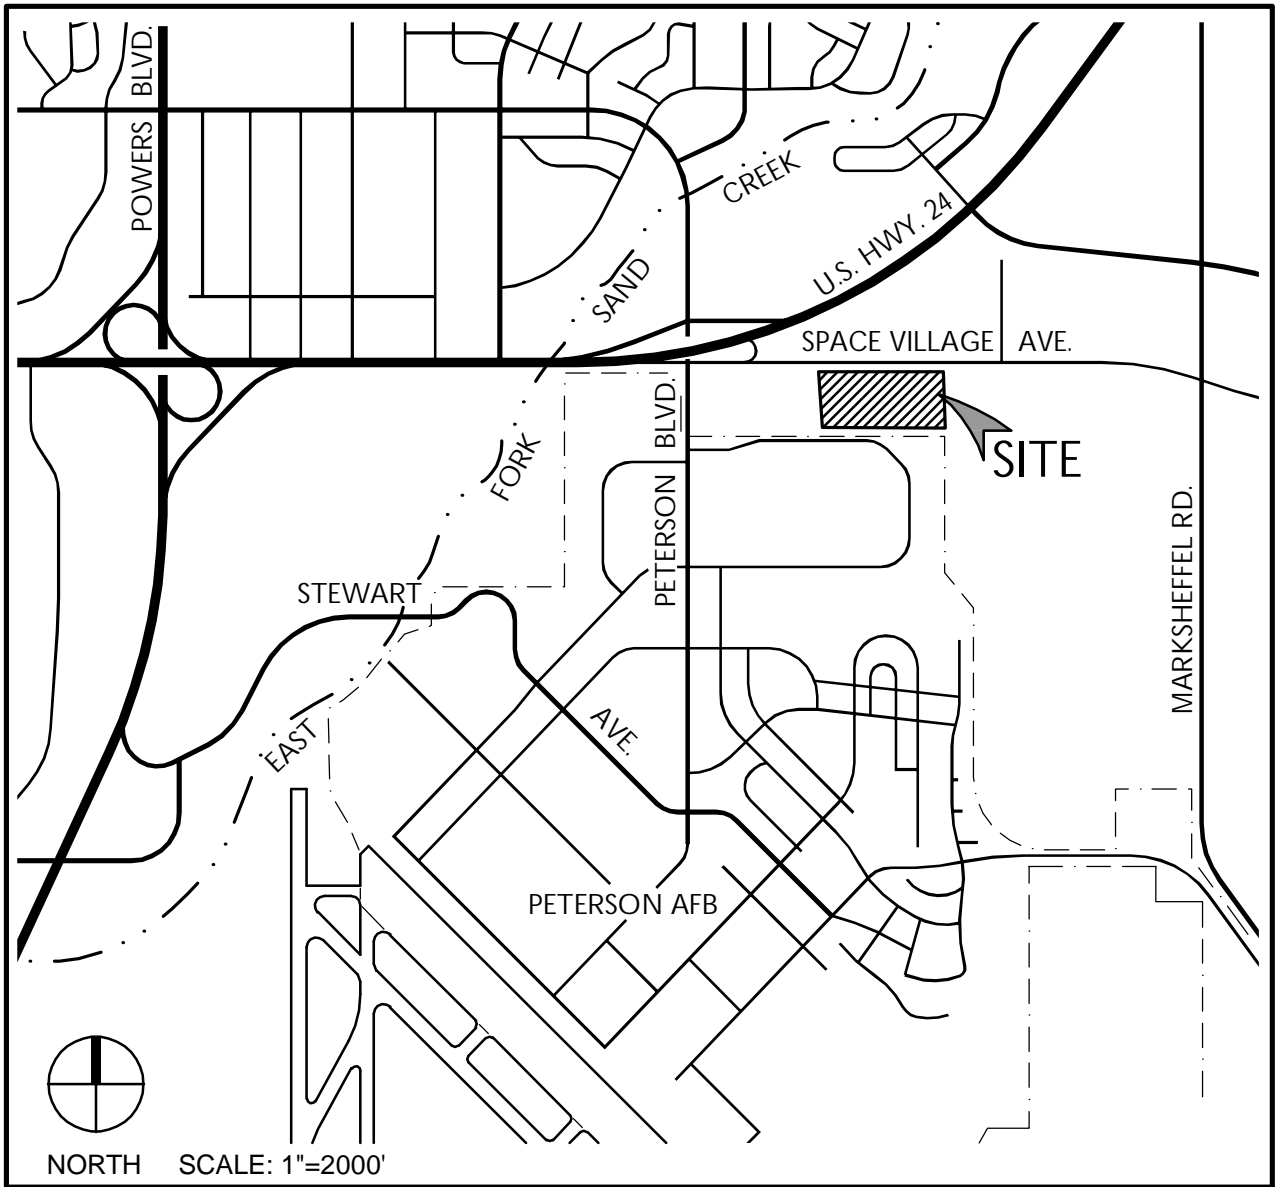 POWERS BLVD.
CREEK
SAND
U.S. HWY. 24
SPACE VILLAGE AVE.
PETERSON BLVD.
FORK
SITE
MARKSHEFFEL RD.
STEWART
AVE.
EAST
PETERSON AFB
NORTH SCALE: 1"=2000'